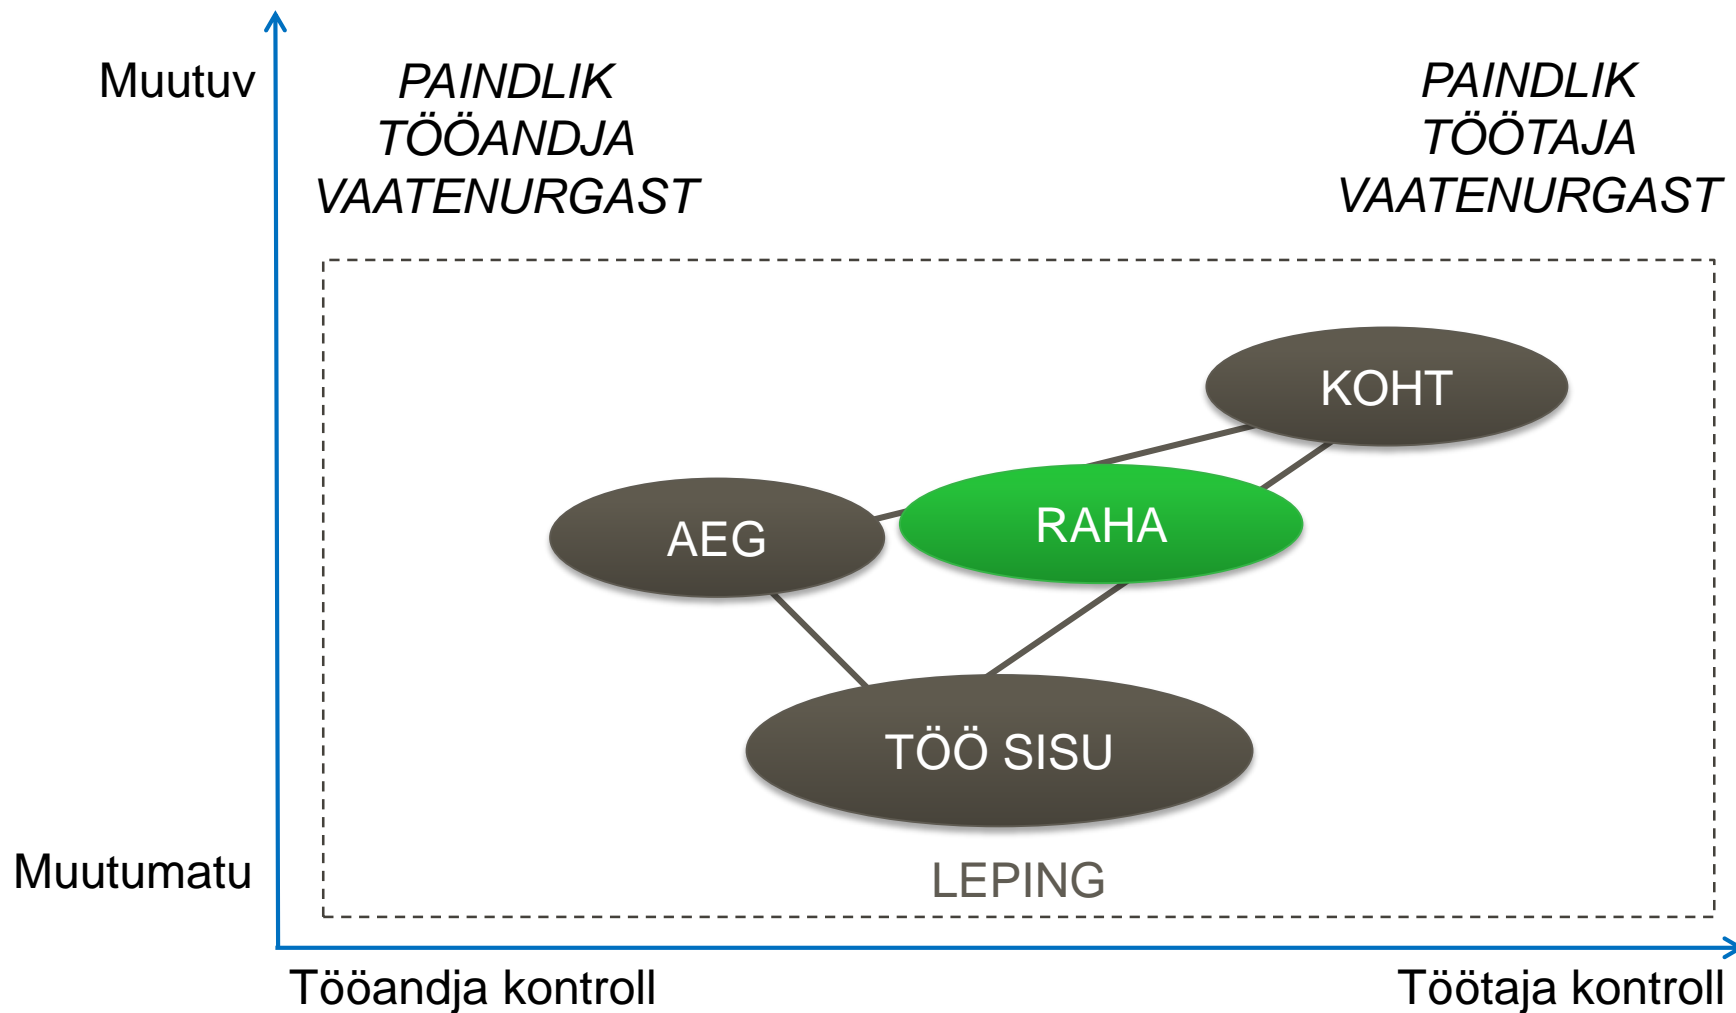 Muutuv
PAINDLIK
TÖÖANDJA
VAATENURGAST
PAINDLIK
TÖÖTAJA
VAATENURGAST
KOHT
RAHA
AEG
TÖÖ SISU
Muutumatu
LEPING
Tööandja kontroll
Töötaja kontroll